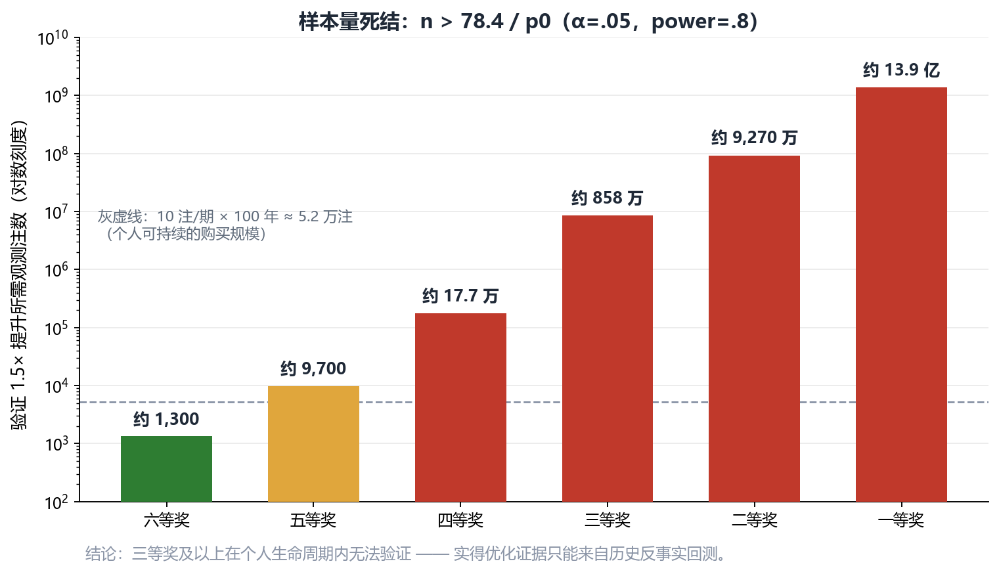 样本量死结：n > 78.4 / p0（α=.05，power=.8）
验证 1.5× 提升所需观测注数（对数刻度）
10^10
10^9
10^8
10^7
10^6
10^5
10^4
10^3
10^2
约 1,300
约 9,700
约 17.7 万
约 858 万
约 9,270 万
约 13.9 亿
灰虚线：10 注/期 × 100 年 ≈ 5.2 万注
（个人可持续的购买规模）
六等奖
五等奖
四等奖
三等奖
二等奖
一等奖
结论：三等奖及以上在个人生命周期内无法验证 —— 实得优化证据只能来自历史反事实回测。